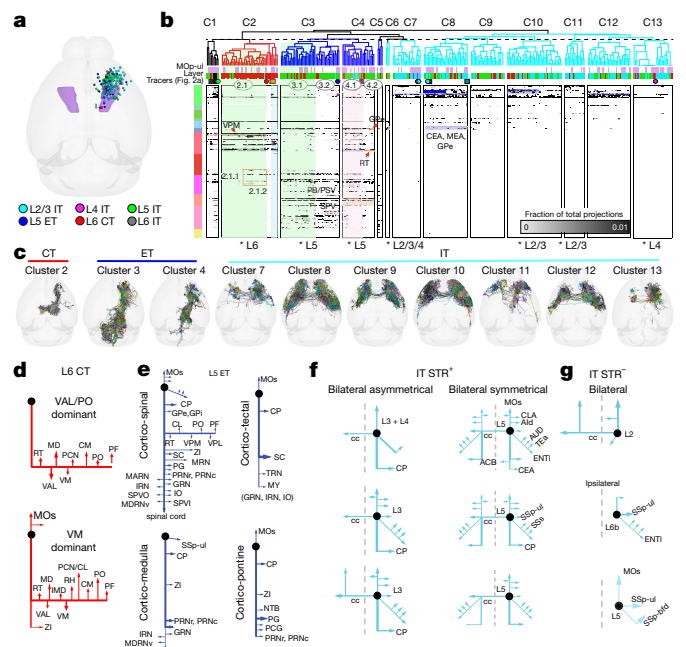 a
L2/3 IT
L4 IT
L5 IT
L5 ET
L6 CT
L6 IT
b
C1
C2
C3
C4
C5
C6
C7
C8
C9
C10
C11
C12
C13
MOp-ul
Layer
Tracers (Fig. 2a)
2.1
3.1
3.2
4.1
4.2
VPM
GPe
CEA, MEA,
GPe
RT
2.1.1
2.1.2
PB/PSV
SPV
Fraction of total projections
0
0.01
* L6
* L5
* L5
* L2/3/4
* L2/3
* L2/3
* L4
c
CT
ET
IT
Cluster 2
Cluster 3
Cluster 4
Cluster 7
Cluster 8
Cluster 9
Cluster 10
Cluster 11
Cluster 12
Cluster 13
d
L6 CT
VAL/PO
dominant
RT
MD
PCN
CM
PO
PF
VAL
VM
MOs
VM
dominant
PCN/CL
RH
PO
MD
IMD
CM
PF
VAL
VM
ZI
e
L5 ET
Cortico-spinal
MOs
CP
GPe,GPi
CL
PO
PF
RT
VPM
VPL
ZI
SC
MRN
PG
PRNr, PRNc
MARN
GRN
IRN
IO
SPVO
SPVI
MDRNv
spinal cord
Cortico-tectal
MOs
CP
SC
TRN
MY
(GRN, IRN, IO)
Cortico-medulla
SSp-ul
CP
ZI
PRNr, PRNc
IRN
GRN
MDRNv
Cortico-pontine
MOs
CP
ZI
NTB
PG
PCG
PRNr, PRNc
f
IT STR⁺
Bilateral asymmetrical
L3 + L4
cc
CP
L3
cc
CP
L3
cc
CP
Bilateral symmetrical
MOs
CLA
AId
L5
AUD
TEa
cc
ENTI
ACB
CEA
SSp-ul
L5
SSs
cc
CP
L5
cc
CP
g
IT STR⁻
Bilateral
L2
cc
Ipsilateral
SSp-ul
L6b
ENTI
MOs
SSp-ul
L5
SSp-bfd